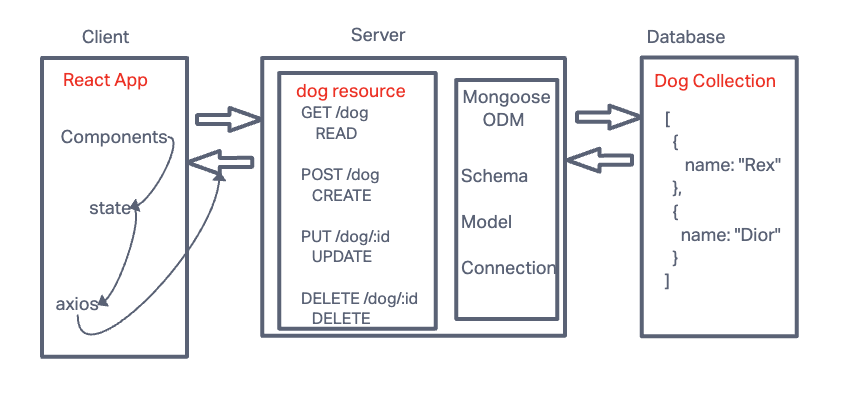 Client
React App
Components
state
axios
Server
dog resource
GET /dog
READ
POST /dog
CREATE
PUT /dog/:id
UPDATE
DELETE /dog/:id
DELETE
Mongoose
ODM
Schema
Model
Connection
Database
Dog Collection
[
{
name: "Rex"
},
{
name: "Dior"
}
]